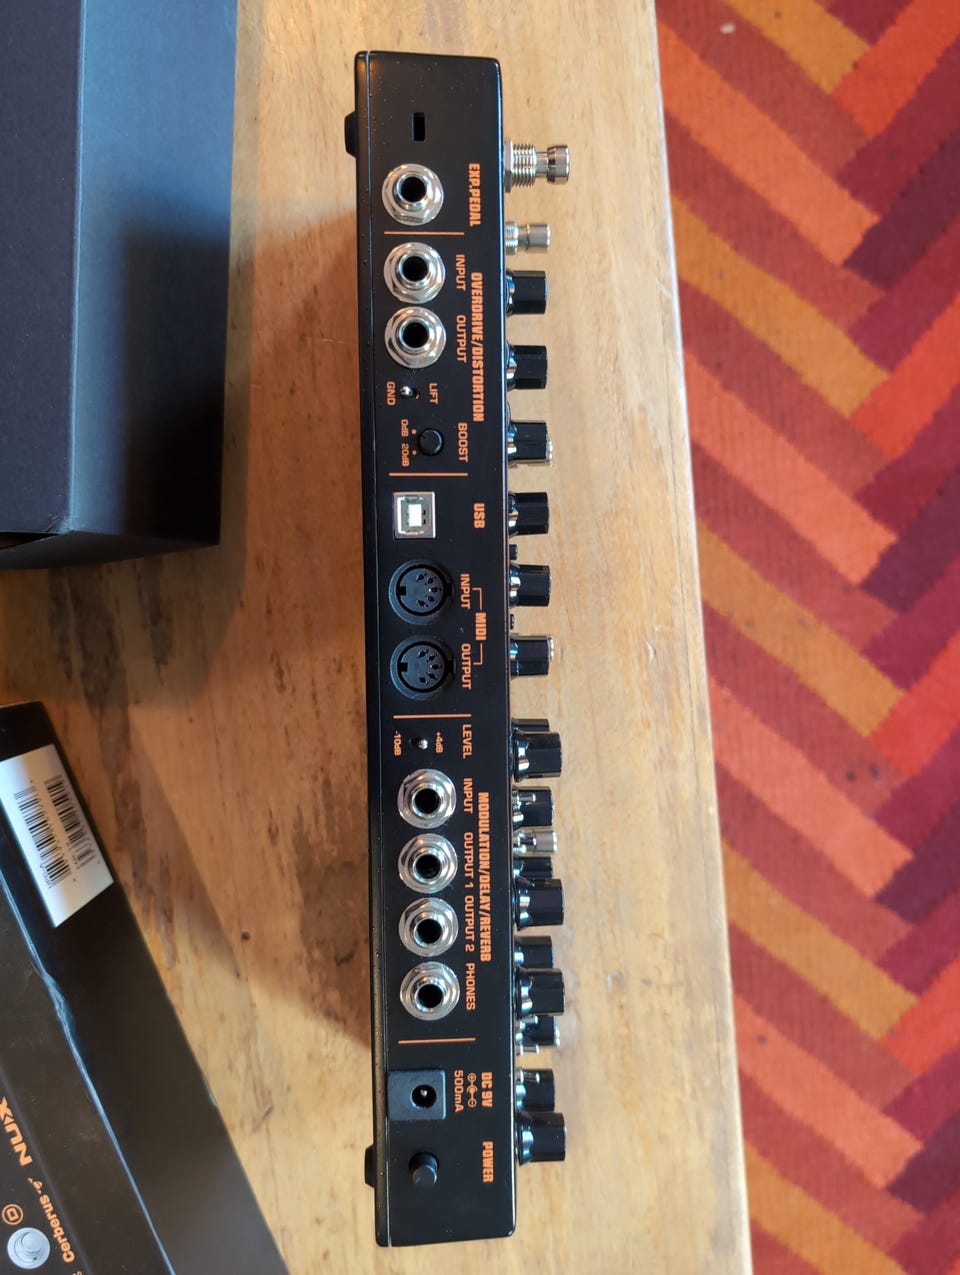 EXP.PEDAL
OVERDRIVE/DISTORTION
INPUT
OUTPUT
LIFT
GND
BOOST
0dB 20dB
USB
MIDI
INPUT
OUTPUT
LEVEL
+4dB
-10dB
MODULATION/DELAY/REVERB
INPUT
OUTPUT 1
OUTPUT 2
PHONES
DC 9V
500mA
POWER
NUX
Cerberus